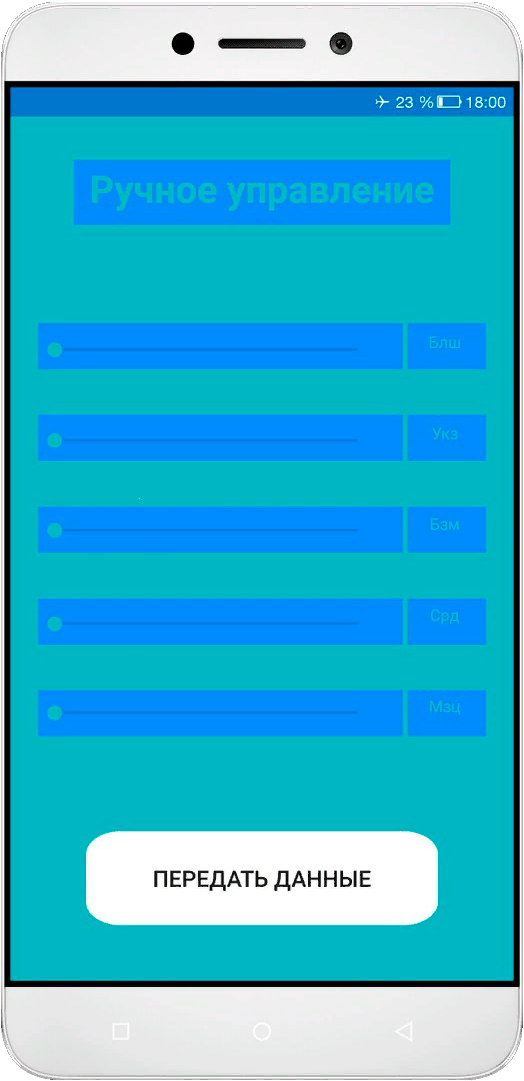 23 % 18:00
Ручное управление
Блш
Укз
Бзм
Срд
Мзц
ПЕРЕДАТЬ ДАННЫЕ